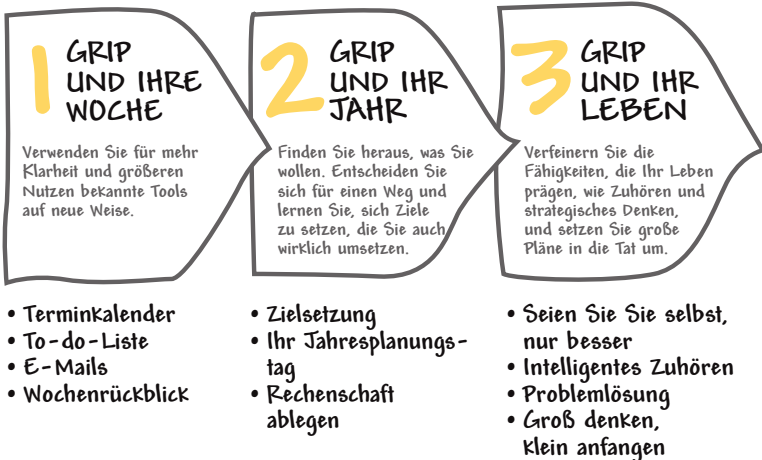 1 GRIP
UND IHRE
WOCHE
Verwenden Sie für mehr
Klarheit und größeren
Nutzen bekannte Tools
auf neue Weise.
• Terminkalender
• To-do-Liste
• E-Mails
• Wochenrückblick
2 GRIP
UND IHR
JAHR
Finden Sie heraus, was Sie
wollen. Entscheiden Sie
sich für einen Weg und
lernen Sie, sich Ziele
zu setzen, die Sie auch
wirklich umsetzen.
• Zielsetzung
• Ihr Jahresplanungs-
tag
• Rechenschaft
ablegen
3 GRIP
UND IHR
LEBEN
Verfeinern Sie die
Fähigkeiten, die Ihr Leben
prägen, wie Zuhören und
strategisches Denken,
und setzen Sie große
Pläne in die Tat um.
• Seien Sie Sie selbst,
nur besser
• Intelligentes Zuhören
• Problemlösung
• Groß denken,
klein anfangen